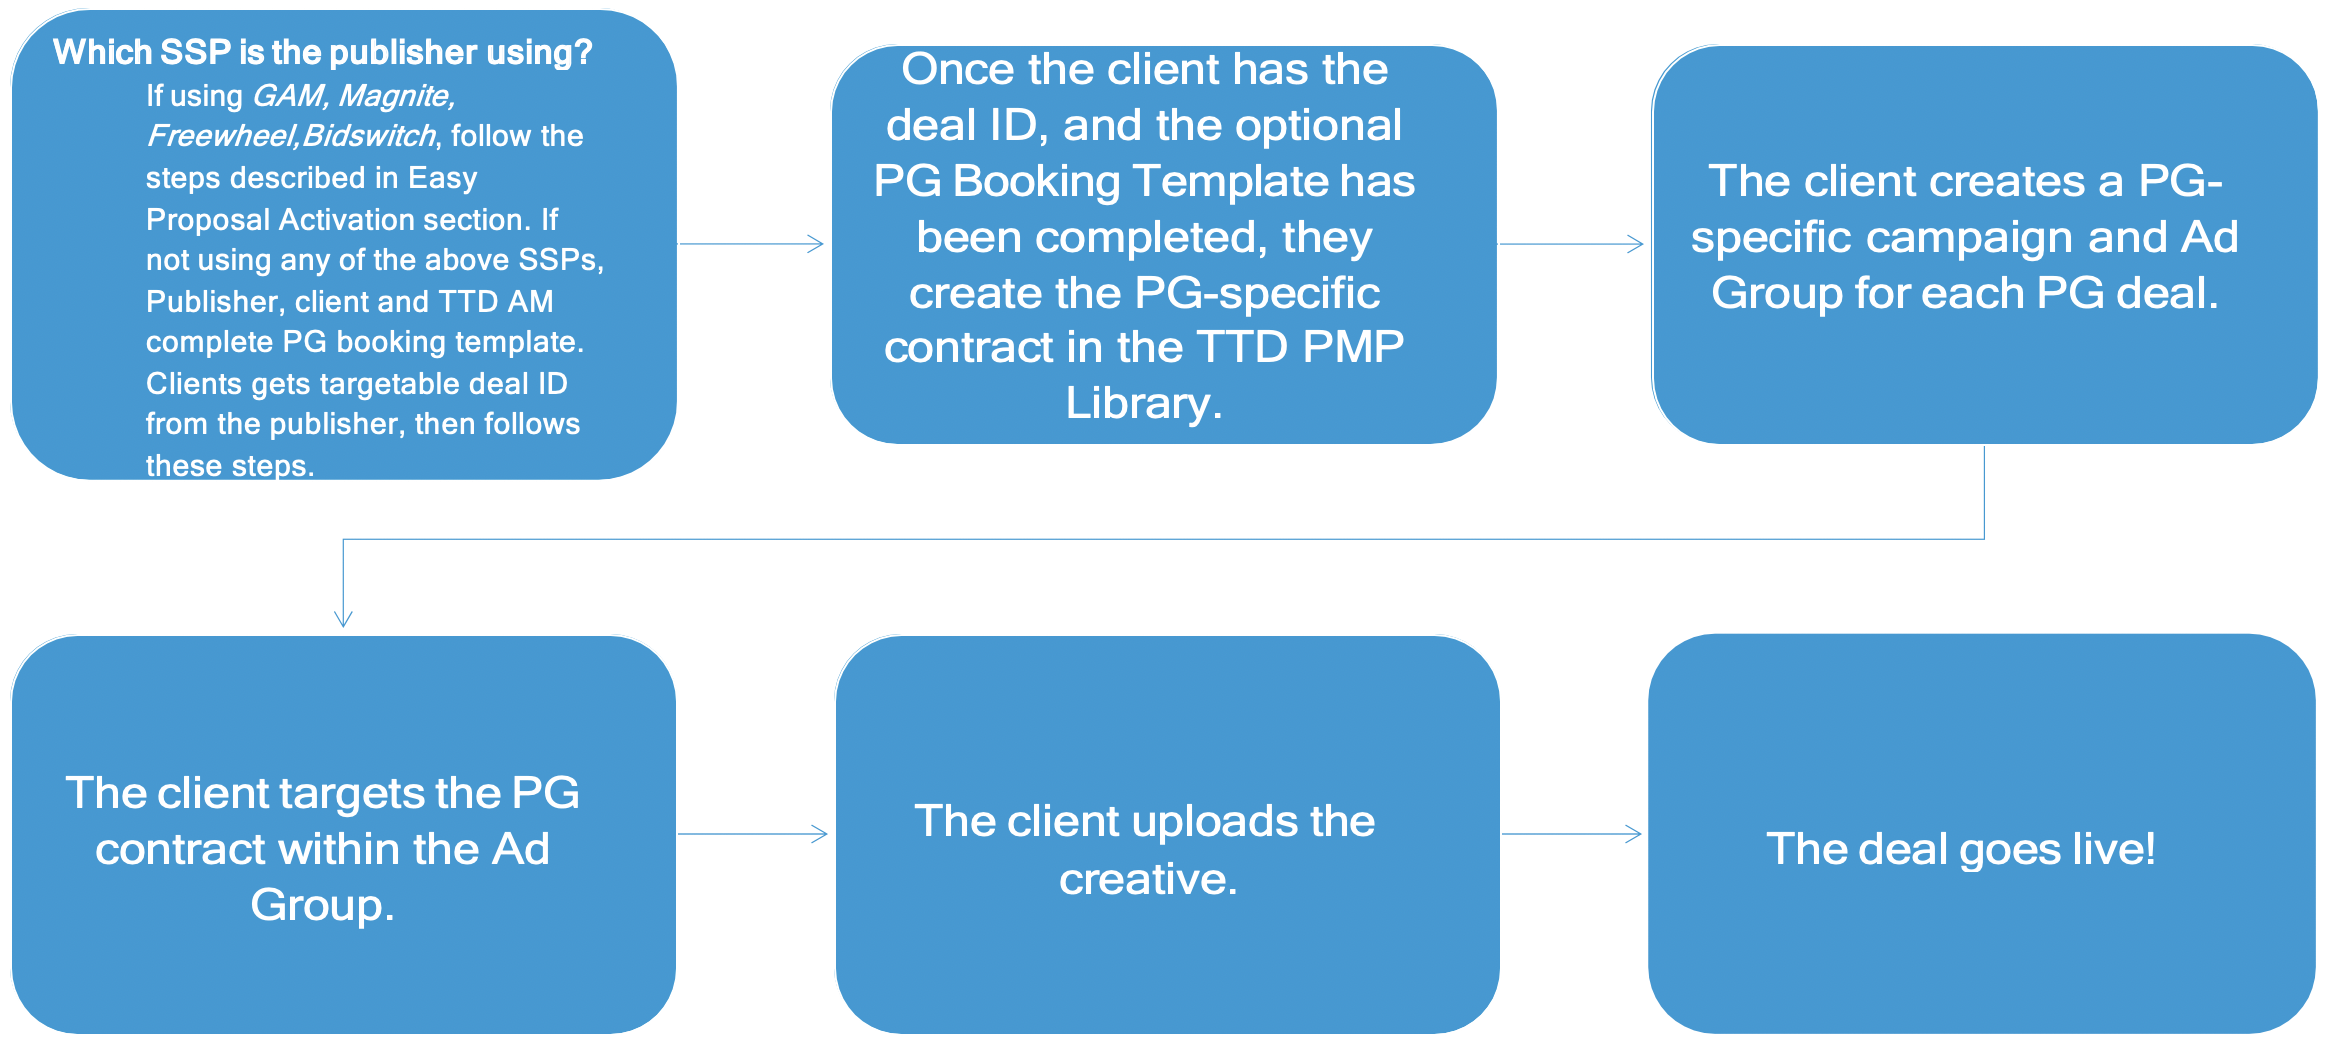 Which SSP is the publisher using?
If using GAM, Magnite,
Freewheel,Bidswitch, follow the
steps described in Easy
Proposal Activation section. If
not using any of the above SSPs,
Publisher, client and TTD AM
complete PG booking template.
Clients gets targetable deal ID
from the publisher, then follows
these steps.
Once the client has the
deal ID, and the optional
PG Booking Template has
been completed, they
create the PG-specific
contract in the TTD PMP
Library.
The client creates a PG-
specific campaign and Ad
Group for each PG deal.
The client targets the PG
contract within the Ad
Group.
The client uploads the
creative.
The deal goes live!